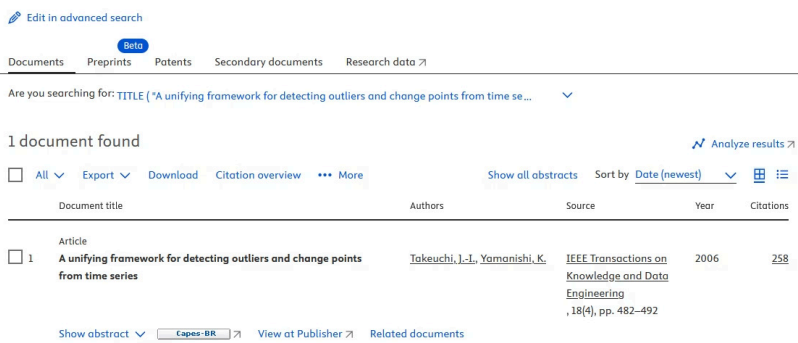 Edit in advanced search
Beta
Documents Preprints Patents Secondary documents Research data
Are you searching for: TITLE ( "A unifying framework for detecting outliers and change points from time se...
1 document found
Analyze results
All Export Download Citation overview ••• More Show all abstracts Sort by Date (newest)
Document title Authors Source Year Citations
Article
1 A unifying framework for detecting outliers and change points Takeuchi, J.-I., Yamanishi, K. IEEE Transactions on 2006 258
from time series Knowledge and Data
Engineering
, 18(4), pp. 482–492
Show abstract Capes-BR View at Publisher Related documents